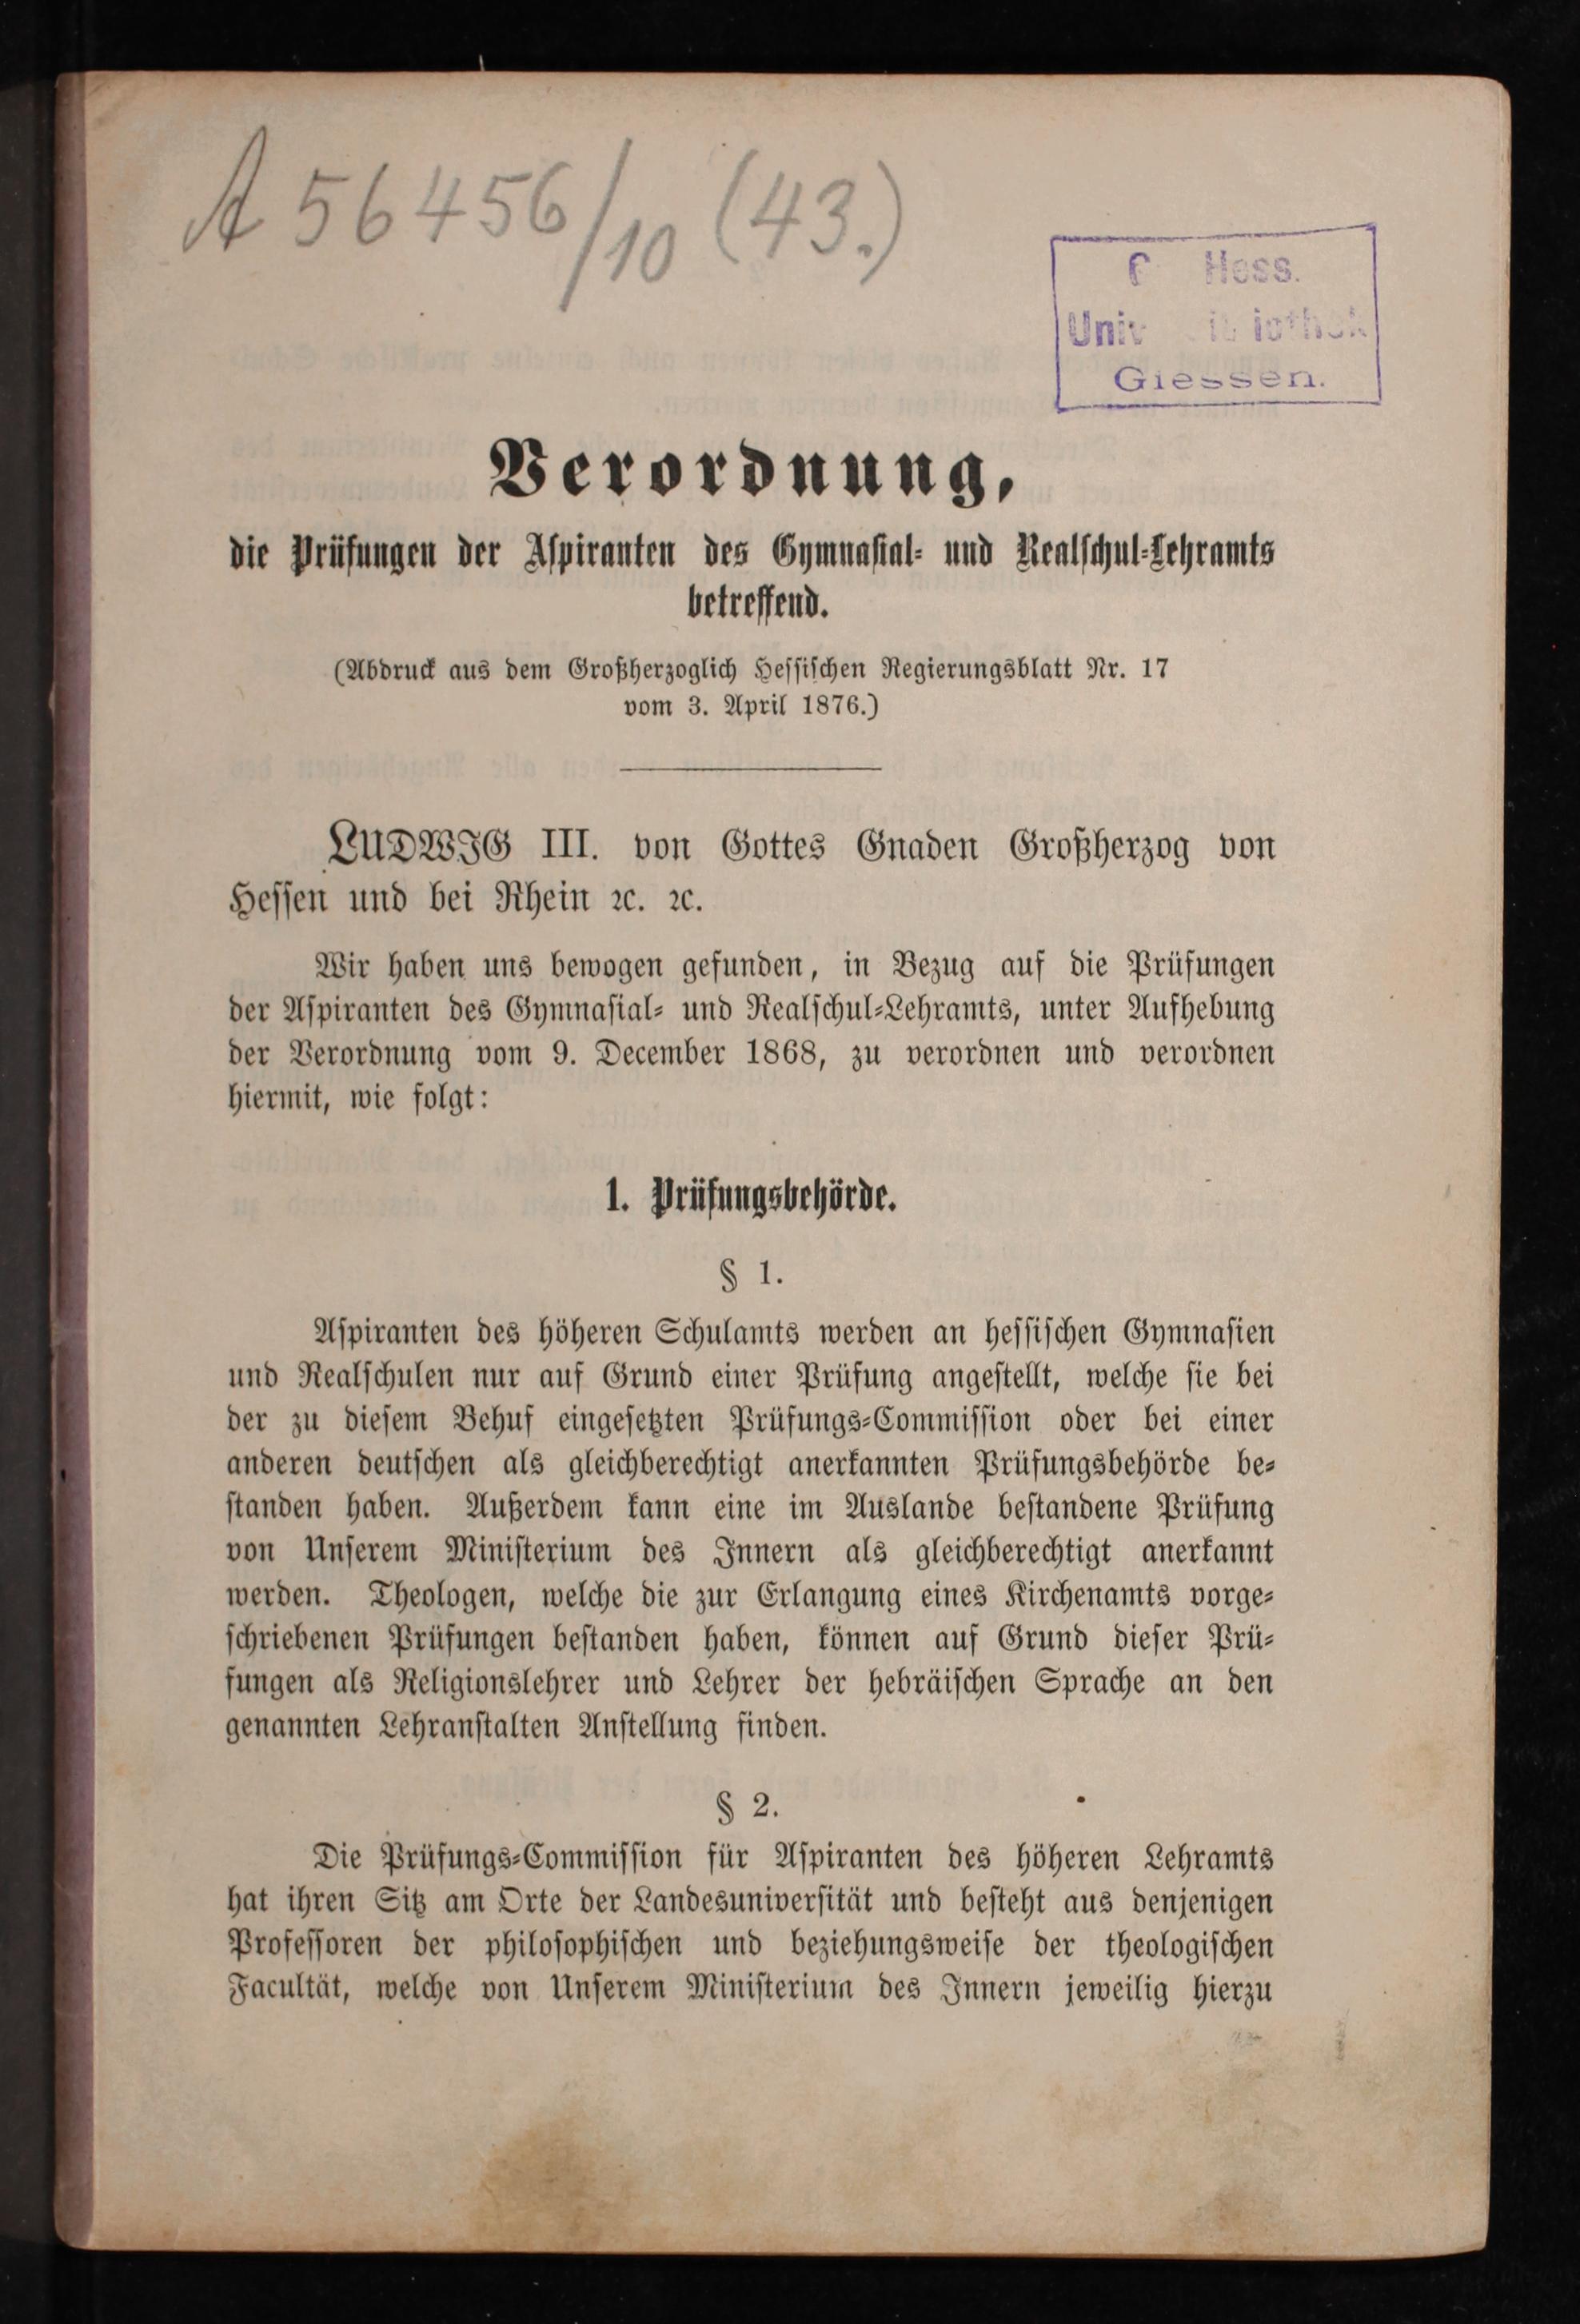 A 56456/10 (43.)
Hess.
Giessen.
Verordnung,
die Prüfungen der Aſpiranten des Gymnaſial- und Realſchul-Lehramts
betreffend.
(Abdruck aus dem Großherzoglich Heſſiſchen Regierungsblatt Nr. 17
vom 3. April 1876.)
LUDWIG III. von Gottes Gnaden Großherzog von
Heſſen und bei Rhein ꝛc. ꝛc.
Wir haben uns bewogen gefunden, in Bezug auf die Prüfungen
der Aſpiranten des Gymnaſial- und Realſchul-Lehramts, unter Aufhebung
der Verordnung vom 9. December 1868, zu verordnen und verordnen
hiermit, wie folgt:
1. Prüfungsbehörde.
§ 1.
Aſpiranten des höheren Schulamts werden an heſſiſchen Gymnaſien
und Realſchulen nur auf Grund einer Prüfung angeſtellt, welche ſie bei
der zu dieſem Behuf eingeſetzten Prüfungs-Commiſſion oder bei einer
anderen deutſchen als gleichberechtigt anerkannten Prüfungsbehörde be-
ſtanden haben. Außerdem kann eine im Auslande beſtandene Prüfung
von Unſerem Miniſterium des Innern als gleichberechtigt anerkannt
werden. Theologen, welche die zur Erlangung eines Kirchenamts vorge-
ſchriebenen Prüfungen beſtanden haben, können auf Grund dieſer Prü-
fungen als Religionslehrer und Lehrer der hebräiſchen Sprache an den
genannten Lehranſtalten Anſtellung finden.
§ 2.
Die Prüfungs-Commiſſion für Aſpiranten des höheren Lehramts
hat ihren Sitz am Orte der Landesuniverſität und beſteht aus denjenigen
Profeſſoren der philoſophiſchen und beziehungsweiſe der theologiſchen
Facultät, welche von Unſerem Miniſterium des Innern jeweilig hierzu